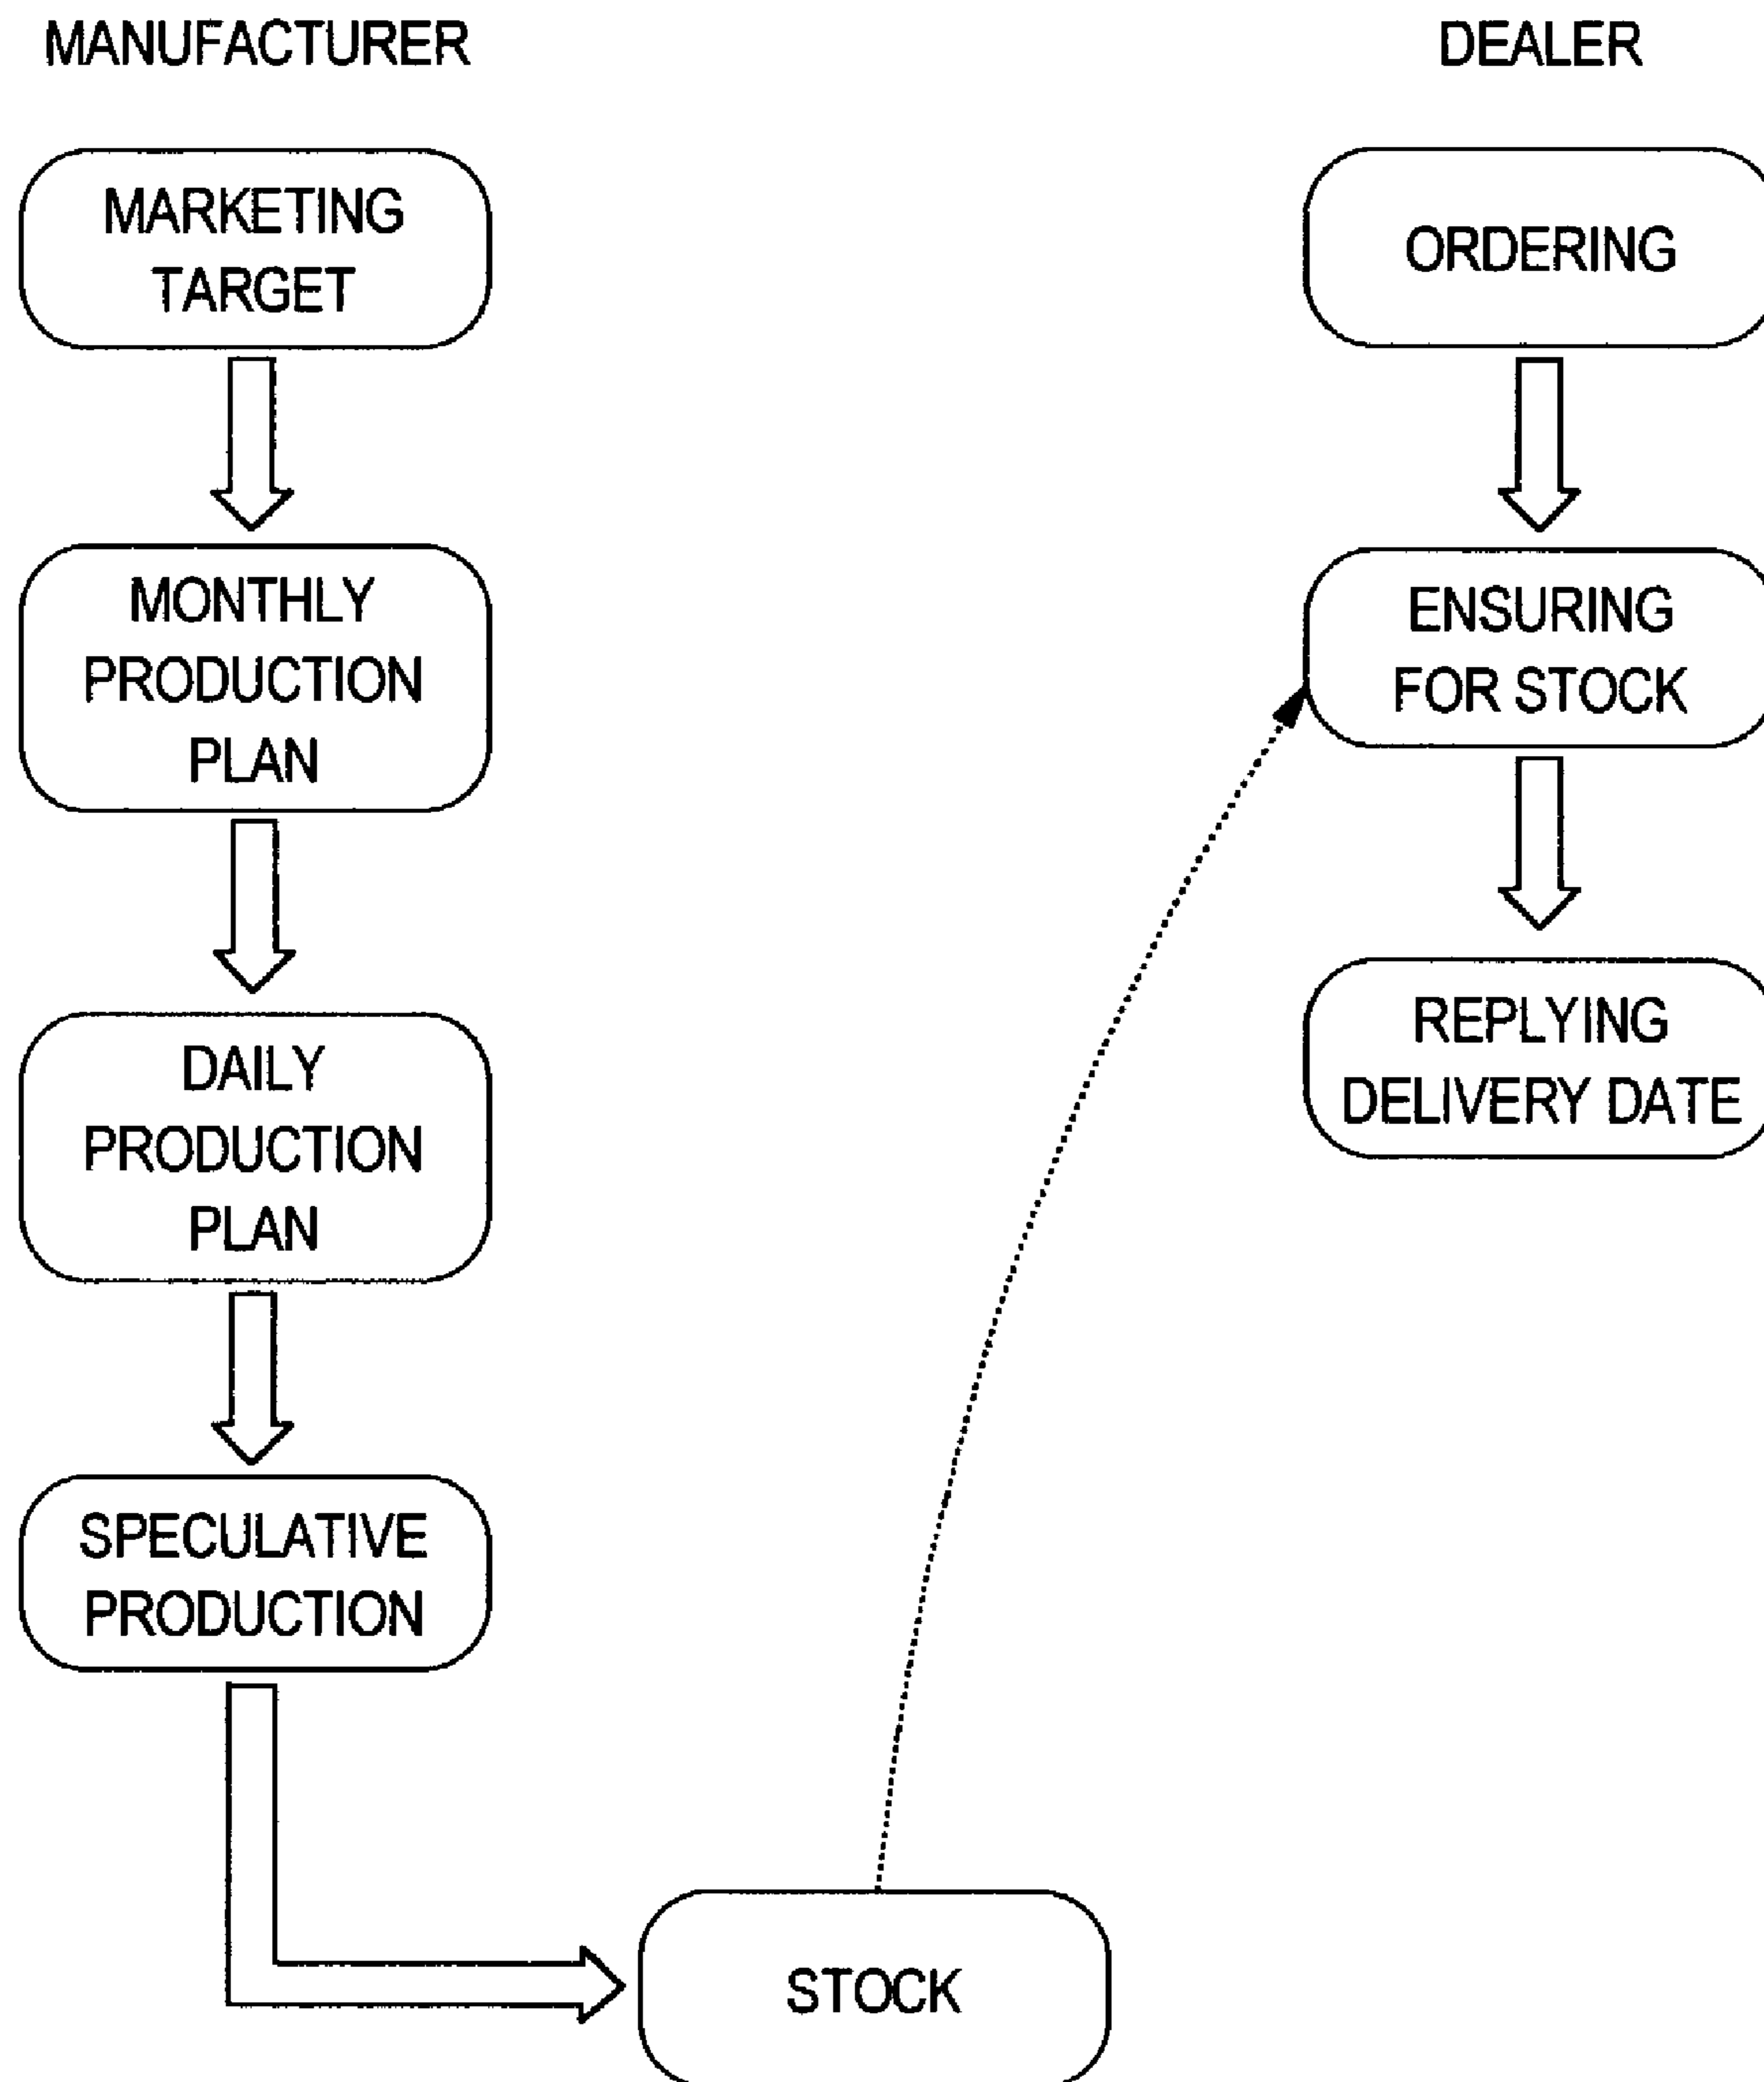 MANUFACTURER
MARKETING
TARGET
MONTHLY
PRODUCTION
PLAN
DAILY
PRODUCTION
PLAN
SPECULATIVE
PRODUCTION
STOCK
DEALER
ORDERING
ENSURING
FOR STOCK
REPLYING
DELIVERY DATE